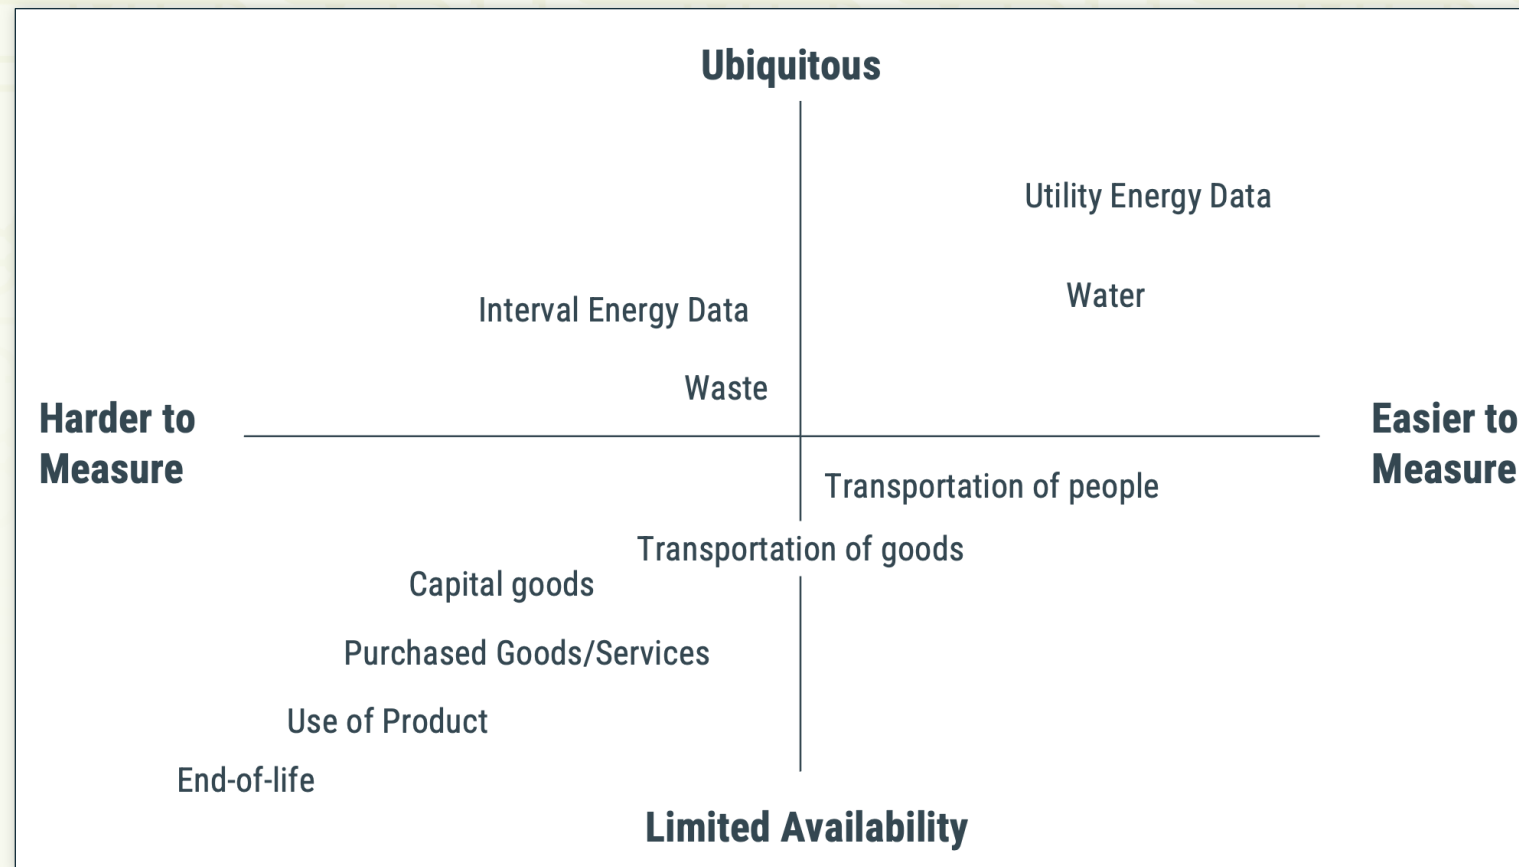 Ubiquitous
Utility Energy Data
Water
Interval Energy Data
Waste
Harder to
Measure
Easier to
Measure
Transportation of people
Transportation of goods
Capital goods
Purchased Goods/Services
Use of Product
End-of-life
Limited Availability